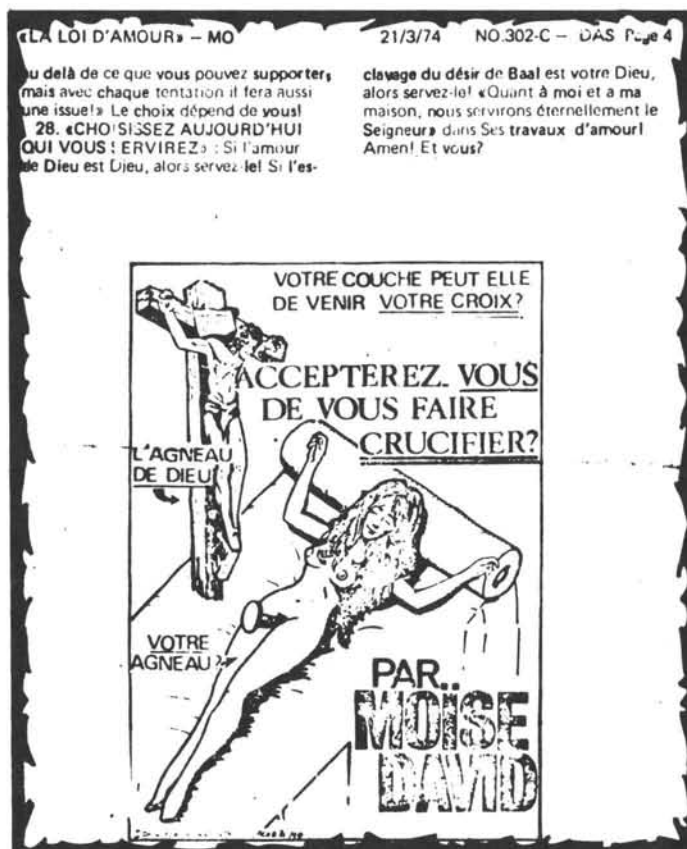 «LA LOI D'AMOUR» – MO 21/3/74 NO.302-C – DAS Page 4
au delà de ce que vous pouvez supporter,
mais avec chaque tentation il fera aussi
une issue!» Le choix dépend de vous!
28. «CHOISISSEZ AUJOURD'HUI
QUI VOUS SERVIREZ» : Si l'amour
de Dieu est Dieu, alors servez-le! Si l'es-
clavage du désir de Baal est votre Dieu,
alors servez-le! «Quant à moi et a ma
maison, nous servirons éternellement le
Seigneur» dans Ses travaux d'amour!
Amen! Et vous?
VOTRE COUCHE PEUT ELLE
DE VENIR VOTRE CROIX?
ACCEPTEREZ-VOUS
DE VOUS FAIRE
CRUCIFIER?
L'AGNEAU
DE DIEU
VOTRE
AGNEAU?
PAR..
MOÏSE
DAVID